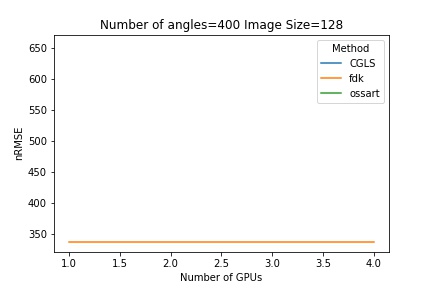 Number of angles=400 Image Size=128
Method
CGLS
fdk
ossart
nRMSE
650
600
550
500
450
400
350
1.0 1.5 2.0 2.5 3.0 3.5 4.0
Number of GPUs